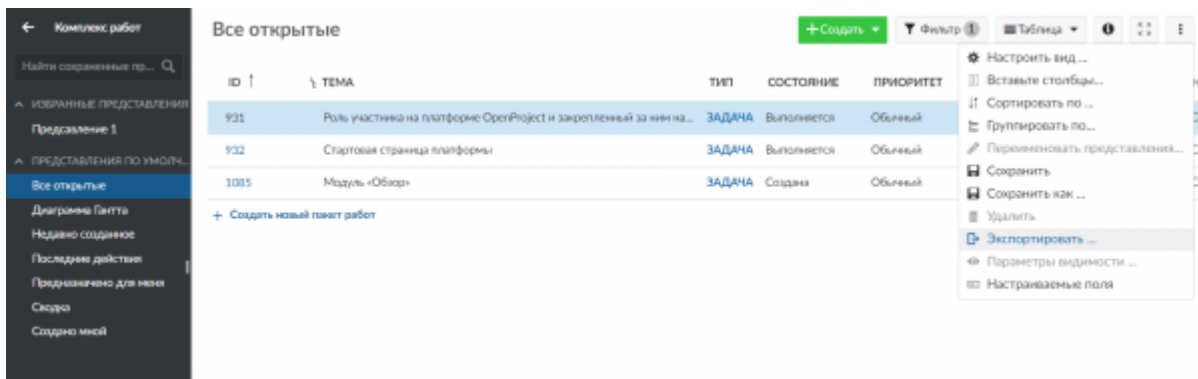 Комплекс работ
Найти сохраненные пр...
ИЗБРАННЫЕ ПРЕДСТАВЛЕНИЯ
Предсавление 1
ПРЕДСТАВЛЕНИЯ ПО УМОЛЧ...
Все открытые
Диаграмма Гантта
Недавно созданное
Последние действия
Предназначено для меня
Сводка
Создано мной
Все открытые
+ Создать
Фильтр 1
Таблица
ID ТЕМА ТИП СОСТОЯНИЕ ПРИОРИТЕТ
931 Роль участника на платформе OpenProject и закрепленный за ним на... ЗАДАЧА Выполняется Обычный
932 Стартовая страница платформы ЗАДАЧА Выполняется Обычный
1085 Модуль «Обзор» ЗАДАЧА Создана Обычный
+ Создать новый пакет работ
Настроить вид ...
Вставьте столбцы...
Сортировать по ...
Группировать по...
Переименовать представления...
Сохранить
Сохранить как ...
Удалить
Экспортировать ...
Параметры видимости ...
Настраиваемые поля